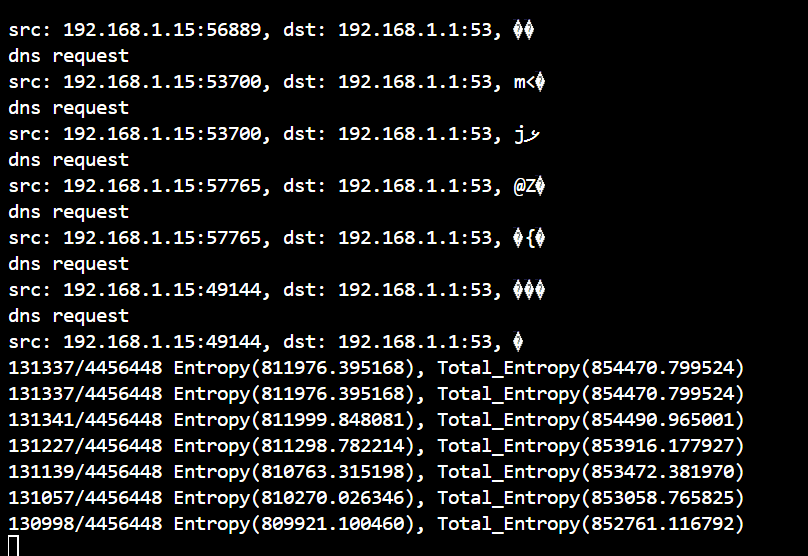 src: 192.168.1.15:56889, dst: 192.168.1.1:53, ��
dns request
src: 192.168.1.15:53700, dst: 192.168.1.1:53, m<�
dns request
src: 192.168.1.15:53700, dst: 192.168.1.1:53, j
dns request
src: 192.168.1.15:57765, dst: 192.168.1.1:53, @Z�
dns request
src: 192.168.1.15:57765, dst: 192.168.1.1:53, �{�
dns request
src: 192.168.1.15:49144, dst: 192.168.1.1:53, ���
dns request
src: 192.168.1.15:49144, dst: 192.168.1.1:53, �
131337/4456448 Entropy(811976.395168), Total_Entropy(854470.799524)
131337/4456448 Entropy(811976.395168), Total_Entropy(854470.799524)
131341/4456448 Entropy(811999.848081), Total_Entropy(854490.965001)
131227/4456448 Entropy(811298.782214), Total_Entropy(853916.177927)
131139/4456448 Entropy(810763.315198), Total_Entropy(853472.381970)
131057/4456448 Entropy(810270.026346), Total_Entropy(853058.765825)
130998/4456448 Entropy(809921.100460), Total_Entropy(852761.116792)